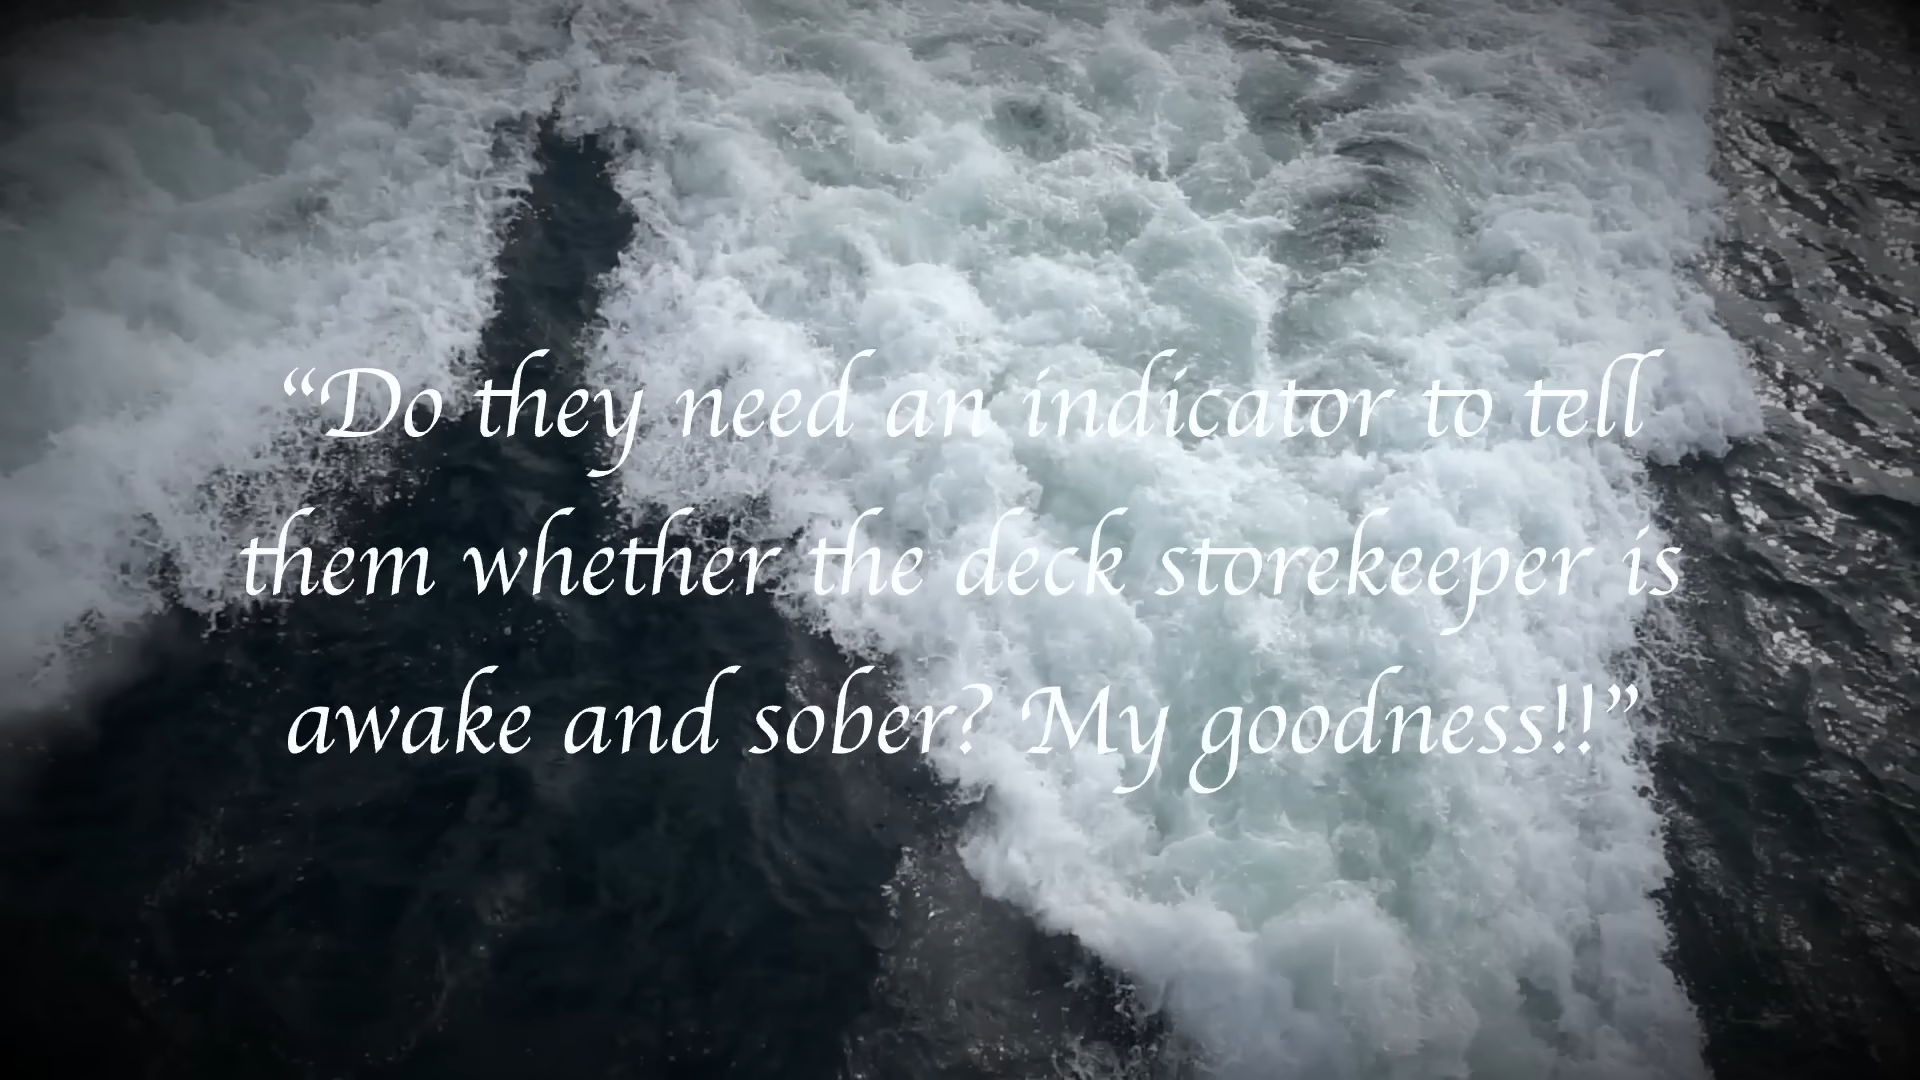 “Do they need an indicator to tell
them whether the deck storekeeper is
awake and sober? My goodness!!”